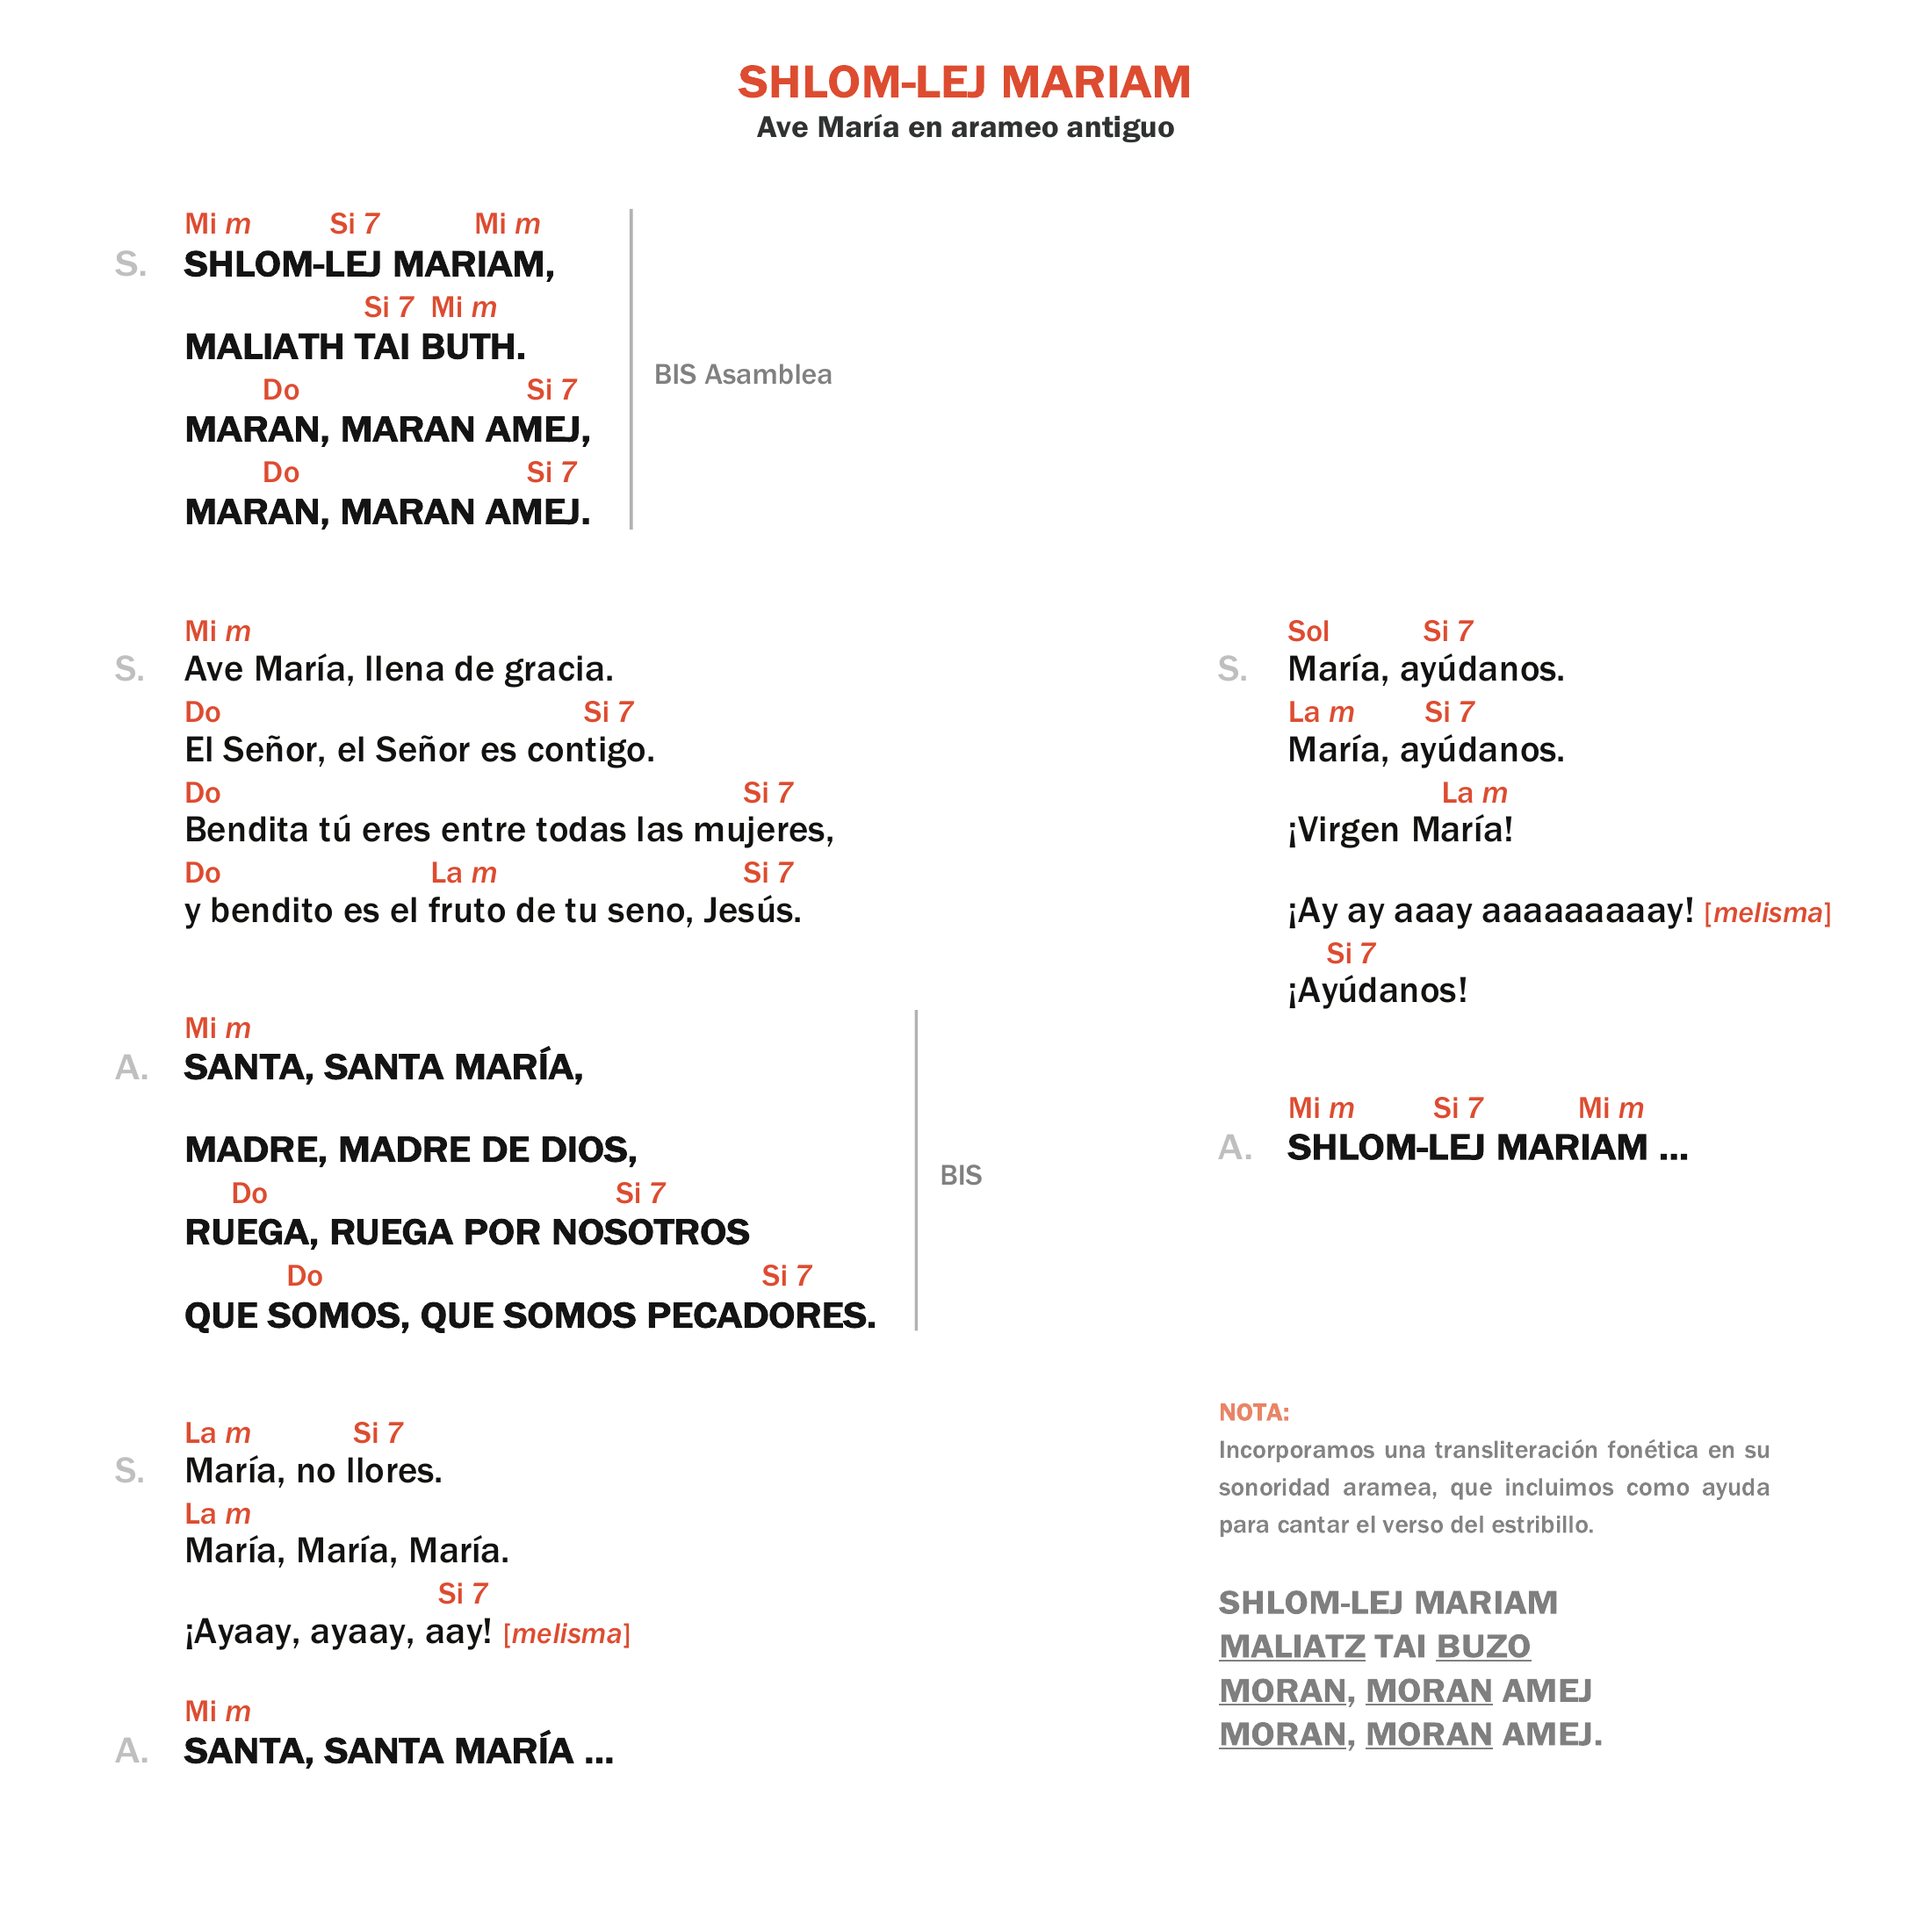 SHLOM-LEJ MARIAM
Ave María en arameo antiguo
Mi m Si 7 Mi m
S. SHLOM-LEJ MARIAM,
Si 7 Mi m
MALIATH TAI BUTH.
Do Si 7
MARAN, MARAN AMEJ,
Do Si 7
MARAN, MARAN AMEJ.
BIS Asamblea
Mi m
S. Ave María, llena de gracia.
Do Si 7
El Señor, el Señor es contigo.
Do Si 7
Bendita tú eres entre todas las mujeres,
Do La m Si 7
y bendito es el fruto de tu seno, Jesús.
Mi m
A. SANTA, SANTA MARÍA,
MADRE, MADRE DE DIOS,
Do Si 7
RUEGA, RUEGA POR NOSOTROS
Do Si 7
QUE SOMOS, QUE SOMOS PECADORES.
BIS
La m Si 7
S. María, no llores.
La m
María, María, María.
Si 7
¡Ayaay, ayaay, aay! [melisma]
Mi m
A. SANTA, SANTA MARÍA ...
Sol Si 7
S. María, ayúdanos.
La m Si 7
María, ayúdanos.
La m
¡Virgen María!
¡Ay ay aaay aaaaaaaaay! [melisma]
Si 7
¡Ayúdanos!
Mi m Si 7 Mi m
A. SHLOM-LEJ MARIAM ...
NOTA:
Incorporamos una transliteración fonética en su
sonoridad aramea, que incluimos como ayuda
para cantar el verso del estribillo.
SHLOM-LEJ MARIAM
MALIATZ TAI BUZO
MORAN, MORAN AMEJ
MORAN, MORAN AMEJ.